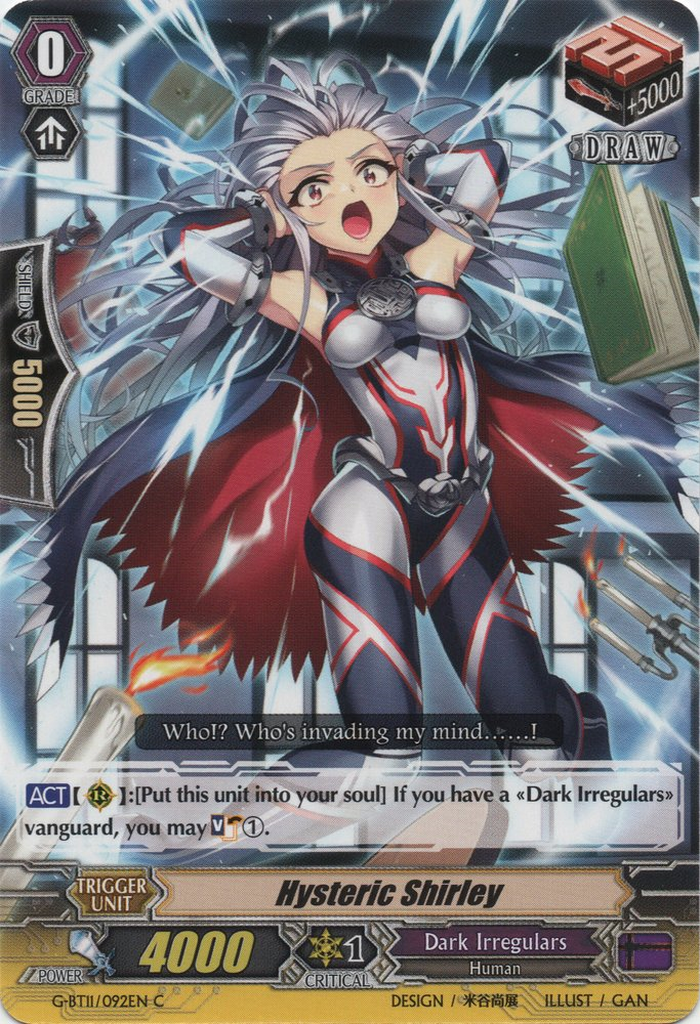 0
GRADE
引
+5000
DRAW
SHIELD
5000
Who!? Who's invading my mind......!
ACT【R】:[Put this unit into your soul] If you have a «Dark Irregulars»
vanguard, you may V①.
TRIGGER
UNIT
Hysteric Shirley
POWER
4000
1
CRITICAL
Dark Irregulars
Human
G-BT11/092EN C
DESIGN / 米谷尚展
ILLUST / GAN